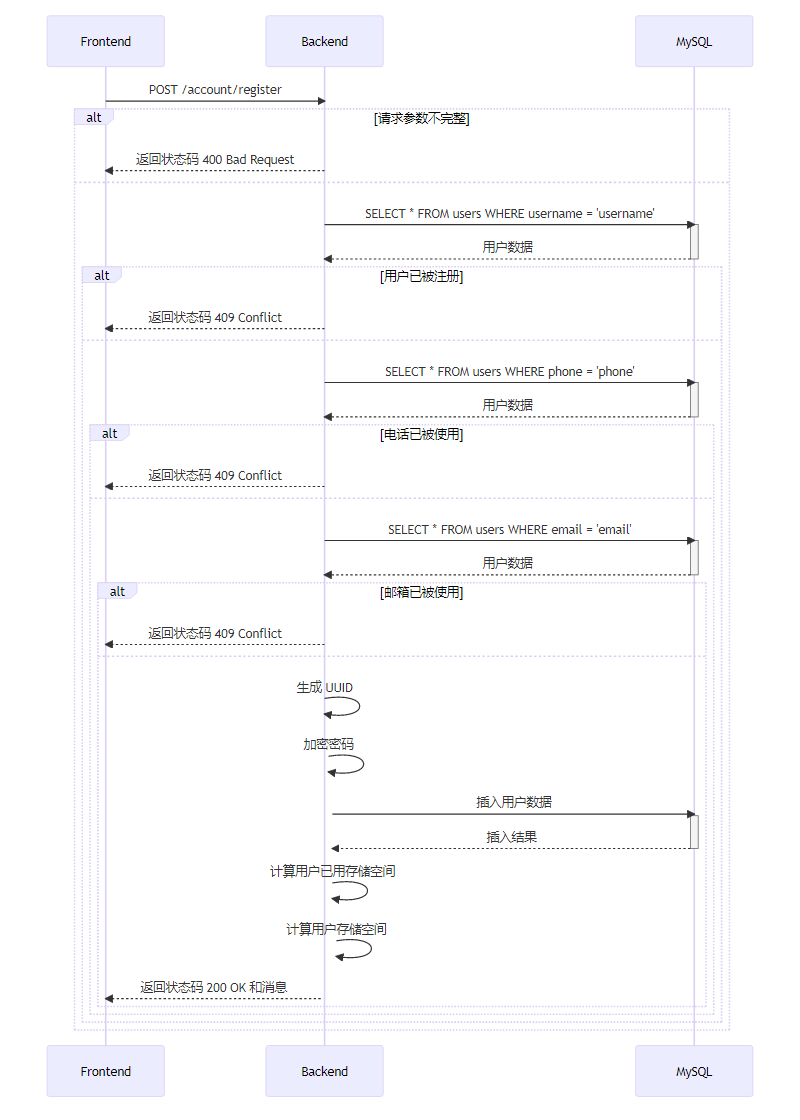 Frontend
Backend
MySQL
POST /account/register
alt
[请求参数不完整]
返回状态码 400 Bad Request
SELECT * FROM users WHERE username = 'username'
用户数据
alt
[用户已被注册]
返回状态码 409 Conflict
SELECT * FROM users WHERE phone = 'phone'
用户数据
alt
[电话已被使用]
返回状态码 409 Conflict
SELECT * FROM users WHERE email = 'email'
用户数据
alt
[邮箱已被使用]
返回状态码 409 Conflict
生成 UUID
加密密码
插入用户数据
插入结果
计算用户已用存储空间
计算用户存储空间
返回状态码 200 OK 和消息
Frontend
Backend
MySQL